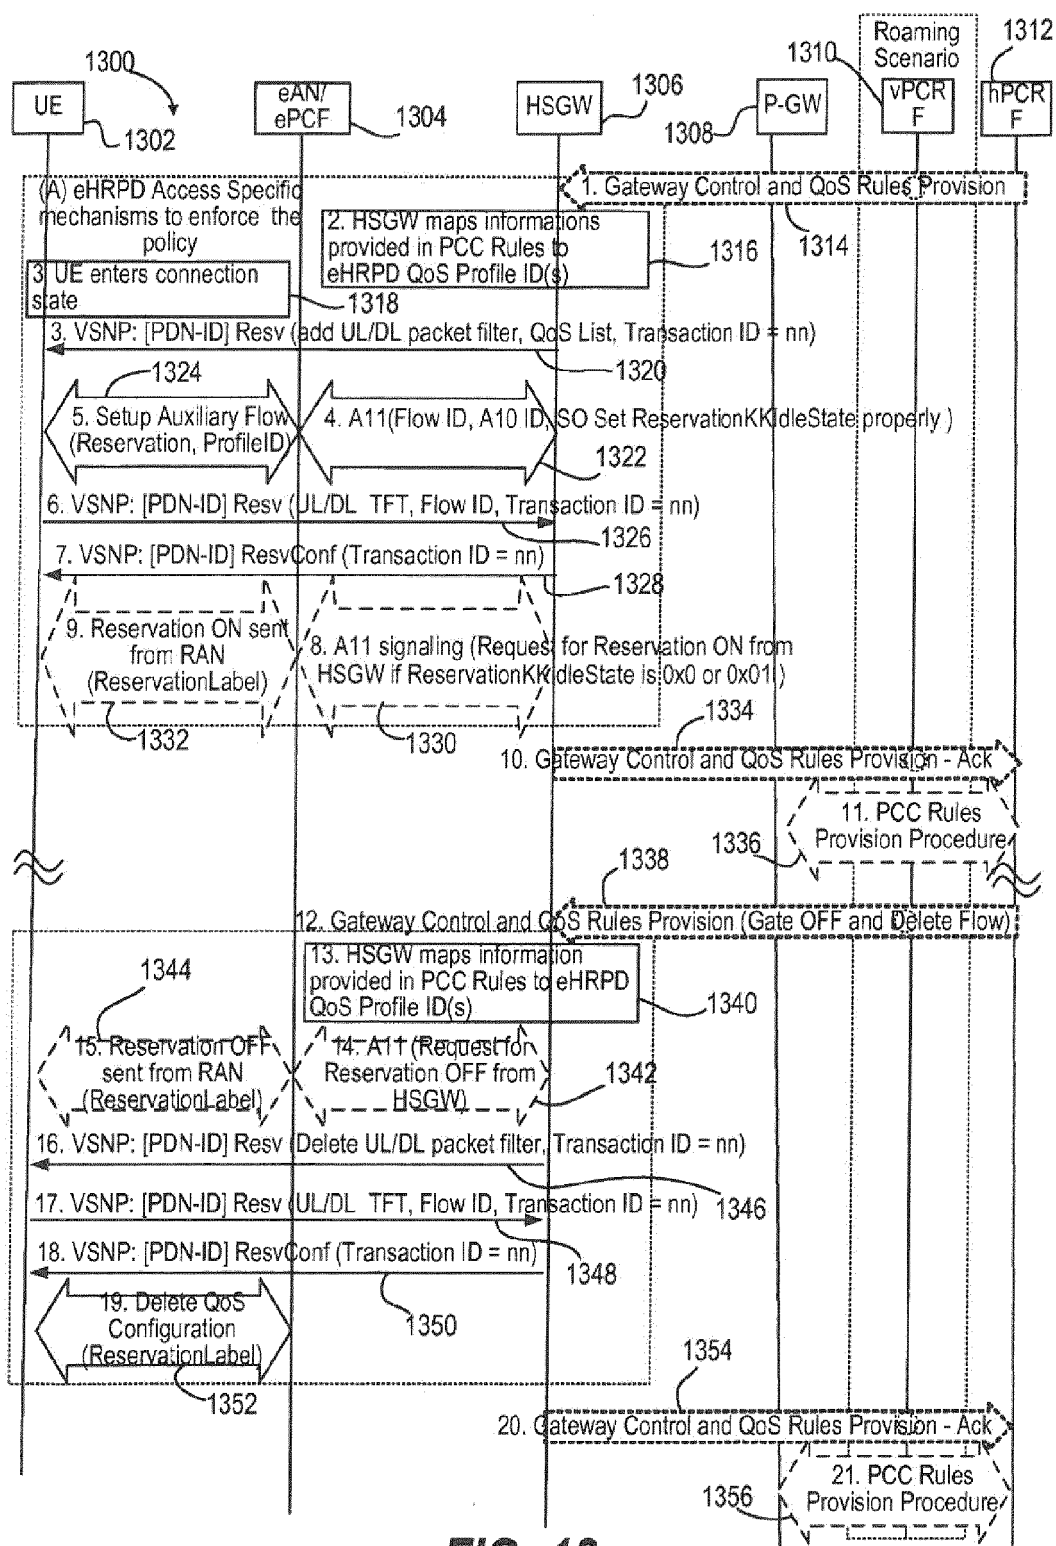 Roaming
Scenario
1300
1310
1312
UE
eAN/
ePCF
HSGW
P-GW
vPCR
F
hPCR
F
1302
1304
1306
1308
1. Gateway Control and QoS Rules Provision
1314
(A) eHRPD Access Specific
mechanisms to enforce the
policy
2. HSGW maps informations
provided in PCC Rules to
eHRPD QoS Profile ID(s)
1316
3. UE enters connection
state
1318
3. VSNP: [PDN-ID] Resv (add UL/DL packet filter, QoS List, Transaction ID = nn)
1320
1324
5. Setup Auxiliary Flow
(Reservation, ProfileID)
4. A11(Flow ID, A10 ID, SO Set ReservationKKIdleState properly )
1322
6. VSNP: [PDN-ID] Resv (UL/DL TFT, Flow ID, Transaction ID = nn)
1326
7. VSNP: [PDN-ID] ResvConf (Transaction ID = nn)
1328
9. Reservation ON sent
from RAN
(ReservationLabel)
1332
8. A11 signaling (Request for Reservation ON from
HSGW if ReservationKKIdleState is 0x0 or 0x01 )
1330
1334
10. Gateway Control and QoS Rules Provision - Ack
11. PCC Rules
Provision Procedure
1336
1338
12. Gateway Control and QoS Rules Provision (Gate OFF and Delete Flow)
13. HSGW maps information
provided in PCC Rules to eHRPD
QoS Profile ID(s)
1340
1344
15. Reservation OFF
sent from RAN
(ReservationLabel)
14. A11 (Request for
Reservation OFF from
HSGW)
1342
16. VSNP: [PDN-ID] Resv (Delete UL/DL packet filter, Transaction ID = nn)
1346
17. VSNP: [PDN-ID] Resv (UL/DL TFT, Flow ID, Transaction ID = nn)
1348
18. VSNP: [PDN-ID] ResvConf (Transaction ID = nn)
1350
19. Delete QoS
Configuration
(ReservationLabel)
1352
1354
20. Gateway Control and QoS Rules Provision - Ack
21. PCC Rules
Provision Procedure
1356